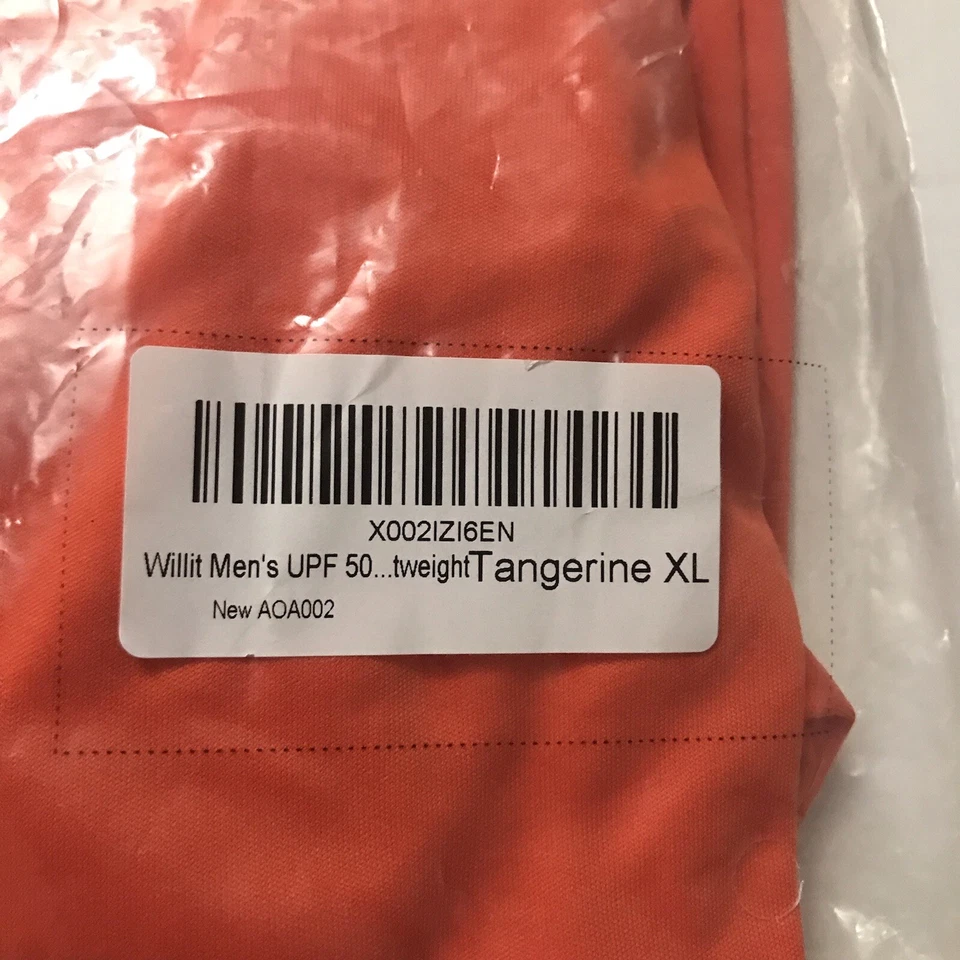 X002IZI6EN
Willit Men's UPF 50...tweightTangerine XL
New AOA002